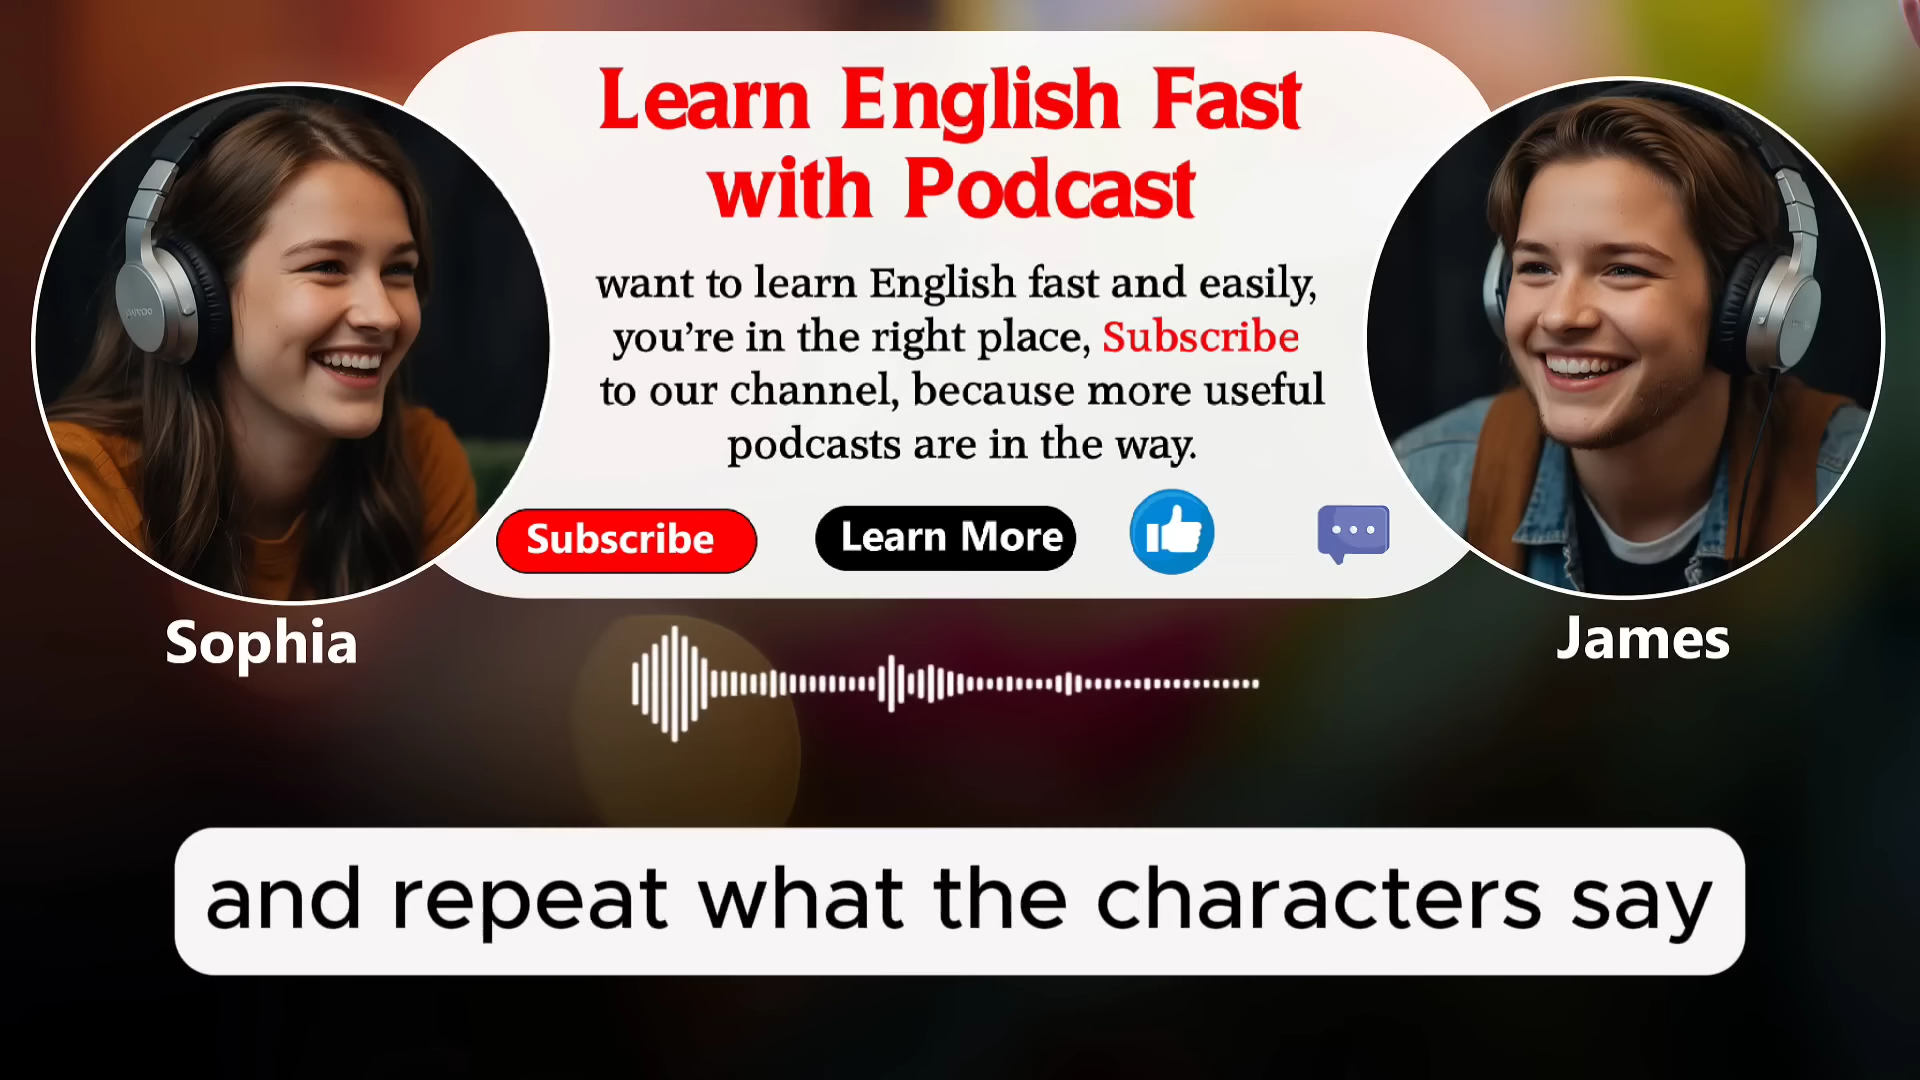 Learn English Fast
with Podcast
want to learn English fast and easily,
you're in the right place, Subscribe
to our channel, because more useful
podcasts are in the way.
Subscribe
Learn More
Sophia
James
and repeat what the characters say